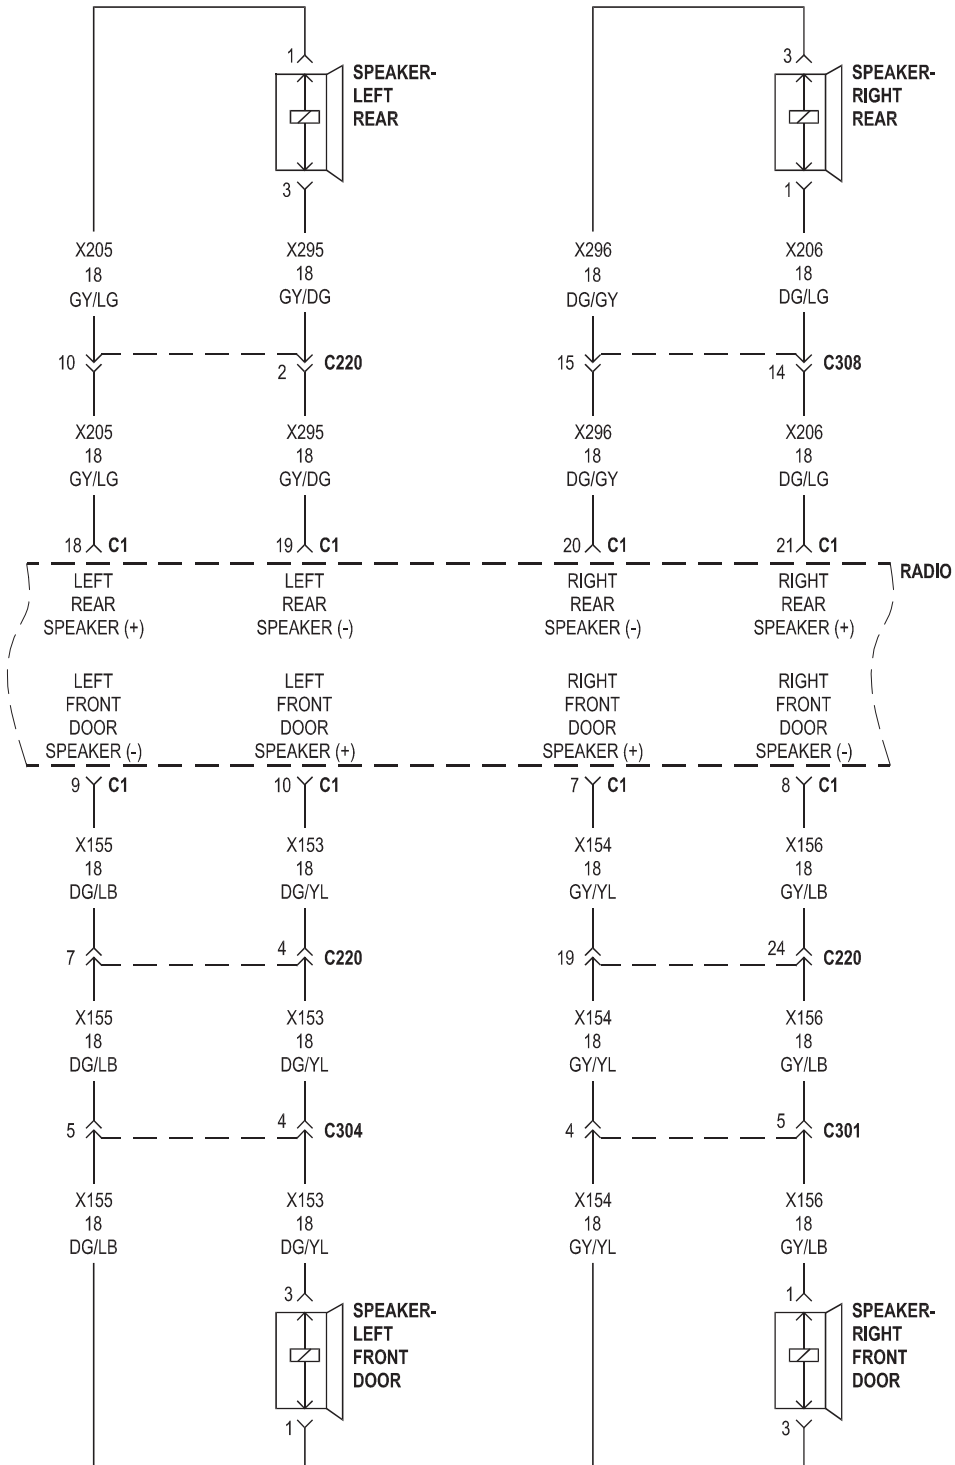 1
SPEAKER-
LEFT
REAR
3
3
SPEAKER-
RIGHT
REAR
1
X205
18
GY/LG
X295
18
GY/DG
X296
18
DG/GY
X206
18
DG/LG
10
2
C220
15
14
C308
X205
18
GY/LG
X295
18
GY/DG
X296
18
DG/GY
X206
18
DG/LG
18 C1
19 C1
20 C1
21 C1
RADIO
LEFT
REAR
SPEAKER (+)
LEFT
REAR
SPEAKER (-)
RIGHT
REAR
SPEAKER (-)
RIGHT
REAR
SPEAKER (+)
LEFT
FRONT
DOOR
SPEAKER (-)
LEFT
FRONT
DOOR
SPEAKER (+)
RIGHT
FRONT
DOOR
SPEAKER (+)
RIGHT
FRONT
DOOR
SPEAKER (-)
9 C1
10 C1
7 C1
8 C1
X155
18
DG/LB
X153
18
DG/YL
X154
18
GY/YL
X156
18
GY/LB
7
4
C220
19
24
C220
X155
18
DG/LB
X153
18
DG/YL
X154
18
GY/YL
X156
18
GY/LB
5
4
C304
4
5
C301
X155
18
DG/LB
X153
18
DG/YL
X154
18
GY/YL
X156
18
GY/LB
3
SPEAKER-
LEFT
FRONT
DOOR
1
1
SPEAKER-
RIGHT
FRONT
DOOR
3